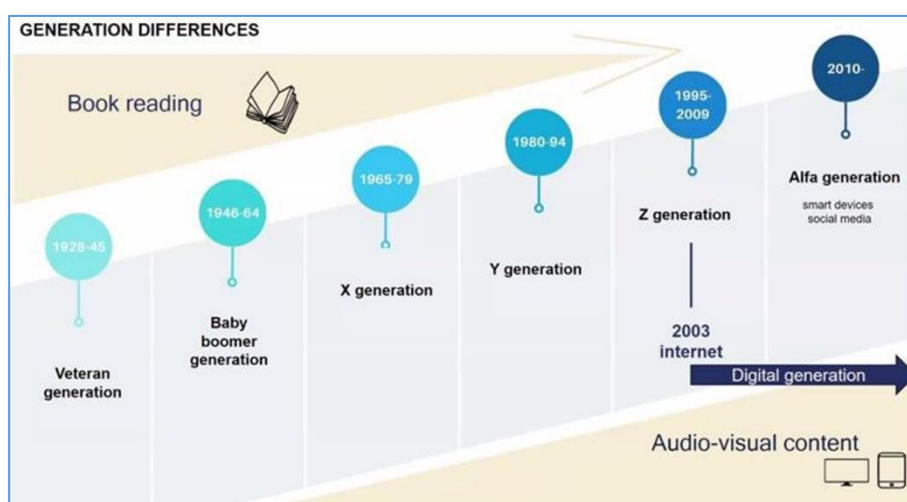 GENERATION DIFFERENCES
Book reading
1928-45
Veteran
generation
1946-64
Baby
boomer
generation
1965-79
X generation
1980-94
Y generation
1995-
2009
Z generation
2003
internet
2010-
Alfa generation
smart devices
social media
Digital generation
Audio-visual content